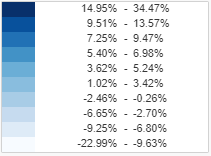 14.95% - 34.47%
9.51% - 13.57%
7.25% - 9.47%
5.40% - 6.98%
3.62% - 5.24%
1.02% - 3.42%
-2.46% - -0.26%
-6.65% - -2.70%
-9.25% - -6.80%
-22.99% - -9.63%